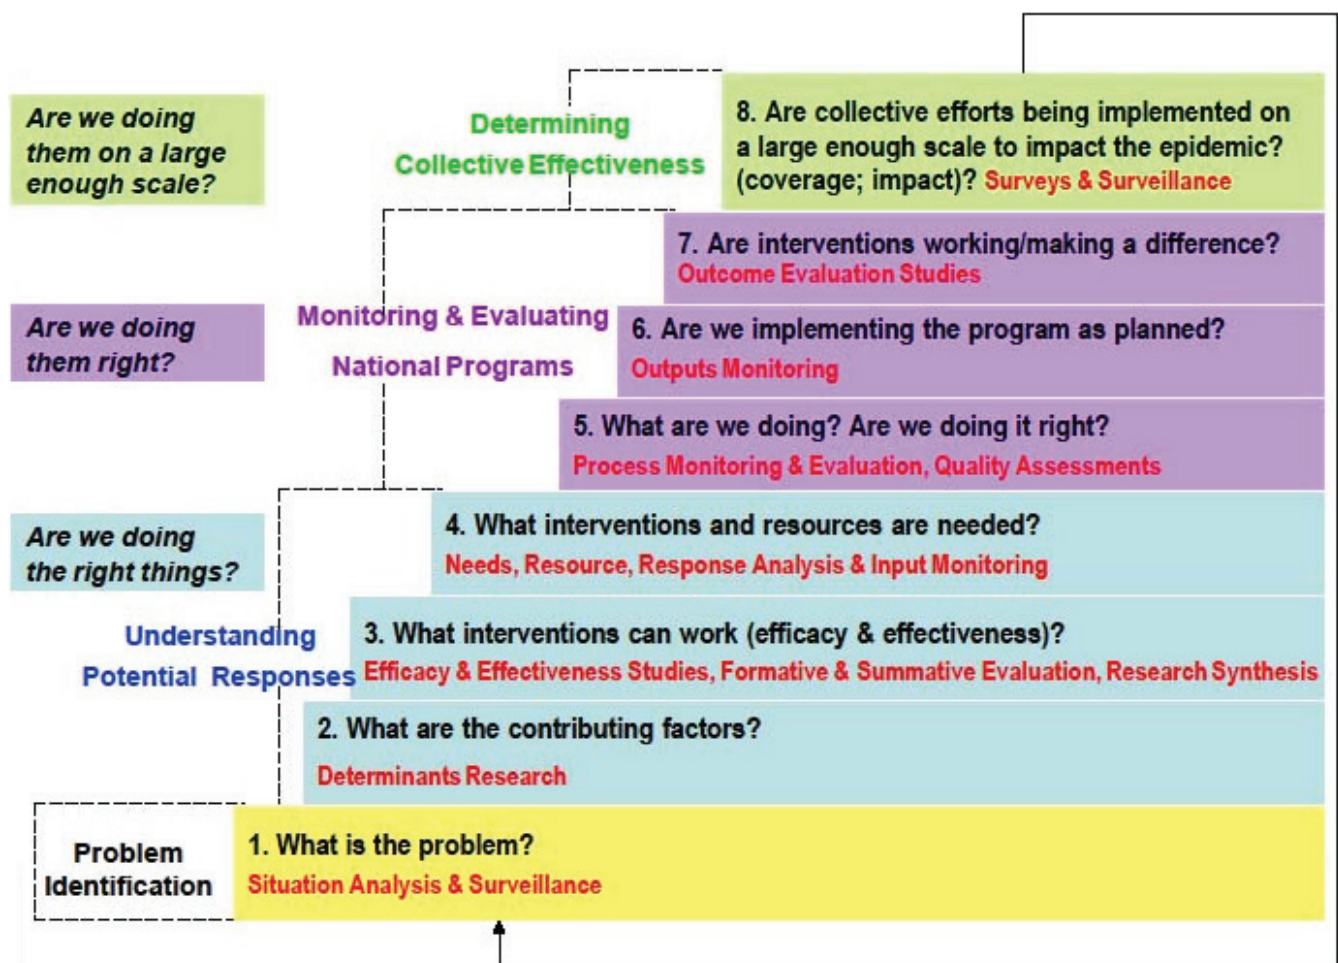 Are we doing
them on a large
enough scale?
Determining
Collective Effectiveness
8. Are collective efforts being implemented on
a large enough scale to impact the epidemic?
(coverage; impact)? Surveys & Surveillance
7. Are interventions working/making a difference?
Outcome Evaluation Studies
Are we doing
them right?
Monitoring & Evaluating
National Programs
6. Are we implementing the program as planned?
Outputs Monitoring
5. What are we doing? Are we doing it right?
Process Monitoring & Evaluation, Quality Assessments
Are we doing
the right things?
4. What interventions and resources are needed?
Needs, Resource, Response Analysis & Input Monitoring
Understanding
Potential Responses
3. What interventions can work (efficacy & effectiveness)?
Efficacy & Effectiveness Studies, Formative & Summative Evaluation, Research Synthesis
2. What are the contributing factors?
Determinants Research
Problem
Identification
1. What is the problem?
Situation Analysis & Surveillance